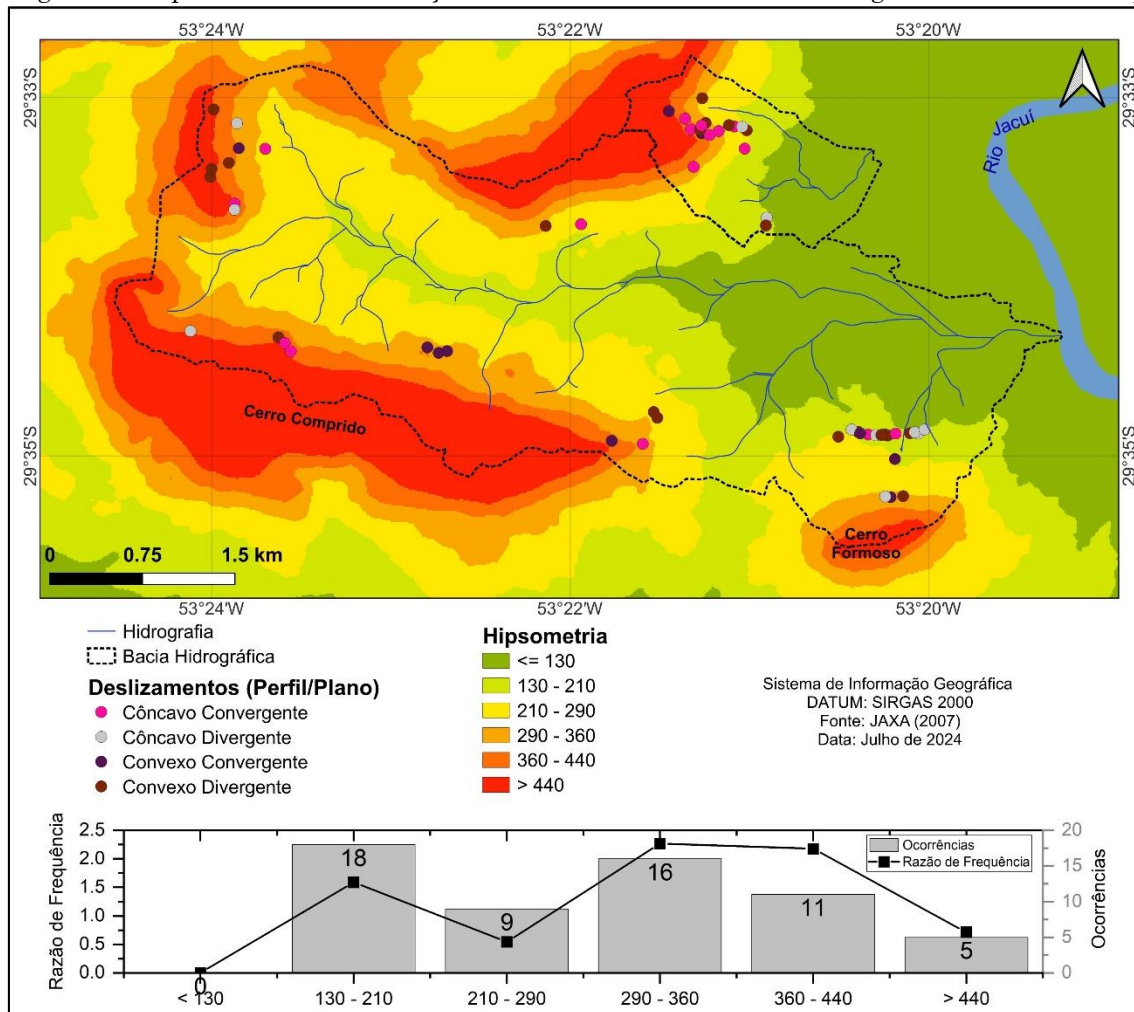 53°24'W 53°22'W 53°20'W
29°33'S 29°33'S
Rio Jacuí
Cerro Comprido
29°35'S 29°35'S
Cerro
Formoso
0 0.75 1.5 km
53°24'W 53°22'W 53°20'W
Hidrografia
Bacia Hidrográfica
Deslizamentos (Perfil/Plano)
Côncavo Convergente
Côncavo Divergente
Convexo Convergente
Convexo Divergente
Hipsometria
<= 130
130 - 210
210 - 290
290 - 360
360 - 440
> 440
Sistema de Informação Geográfica
DATUM: SIRGAS 2000
Fonte: JAXA (2007)
Data: Julho de 2024
Razão de Frequência
2.5
2.0
1.5
1.0
0.5
0.0
0
18
9
16
11
5
Ocorrências
Razão de Frequência
20
15
10
5
0
Ocorrências
< 130 130 - 210 210 - 290 290 - 360 360 - 440 > 440